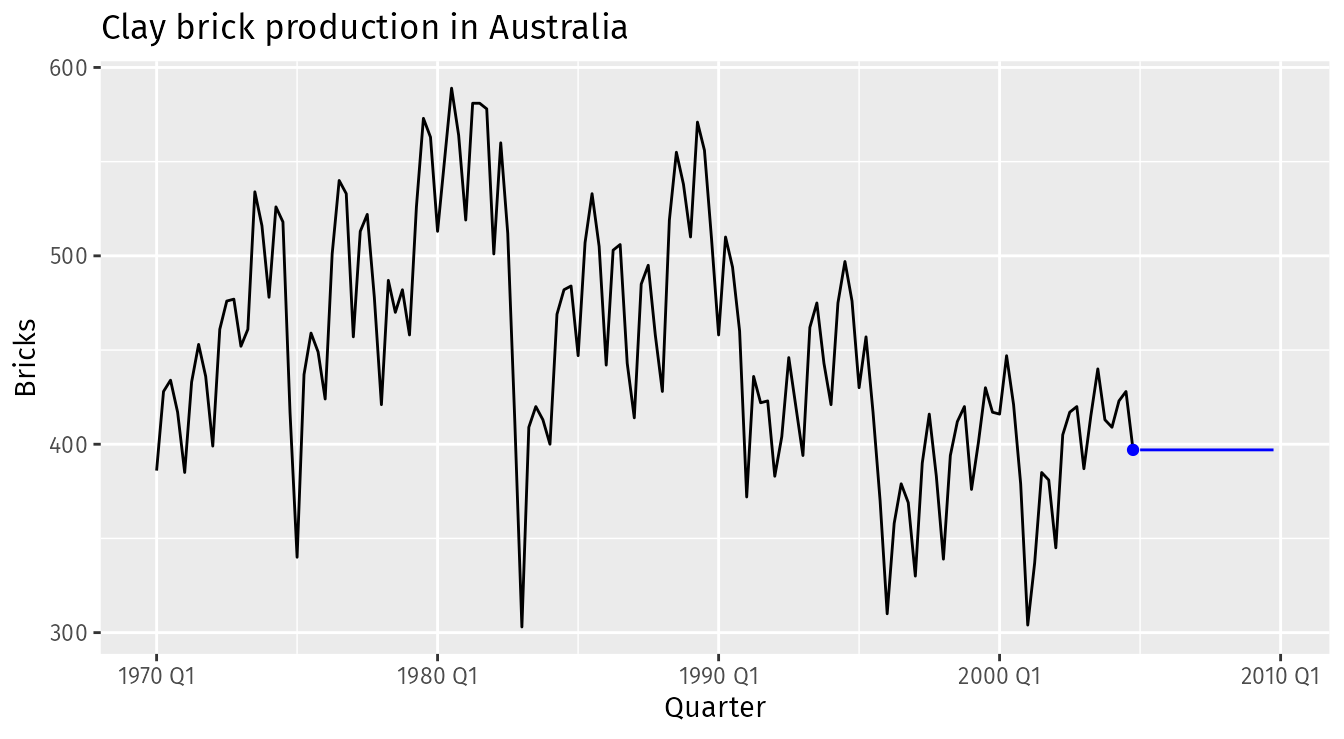 Clay brick production in Australia
600
500
400
300
Bricks
1970 Q1
1980 Q1
1990 Q1
2000 Q1
2010 Q1
Quarter